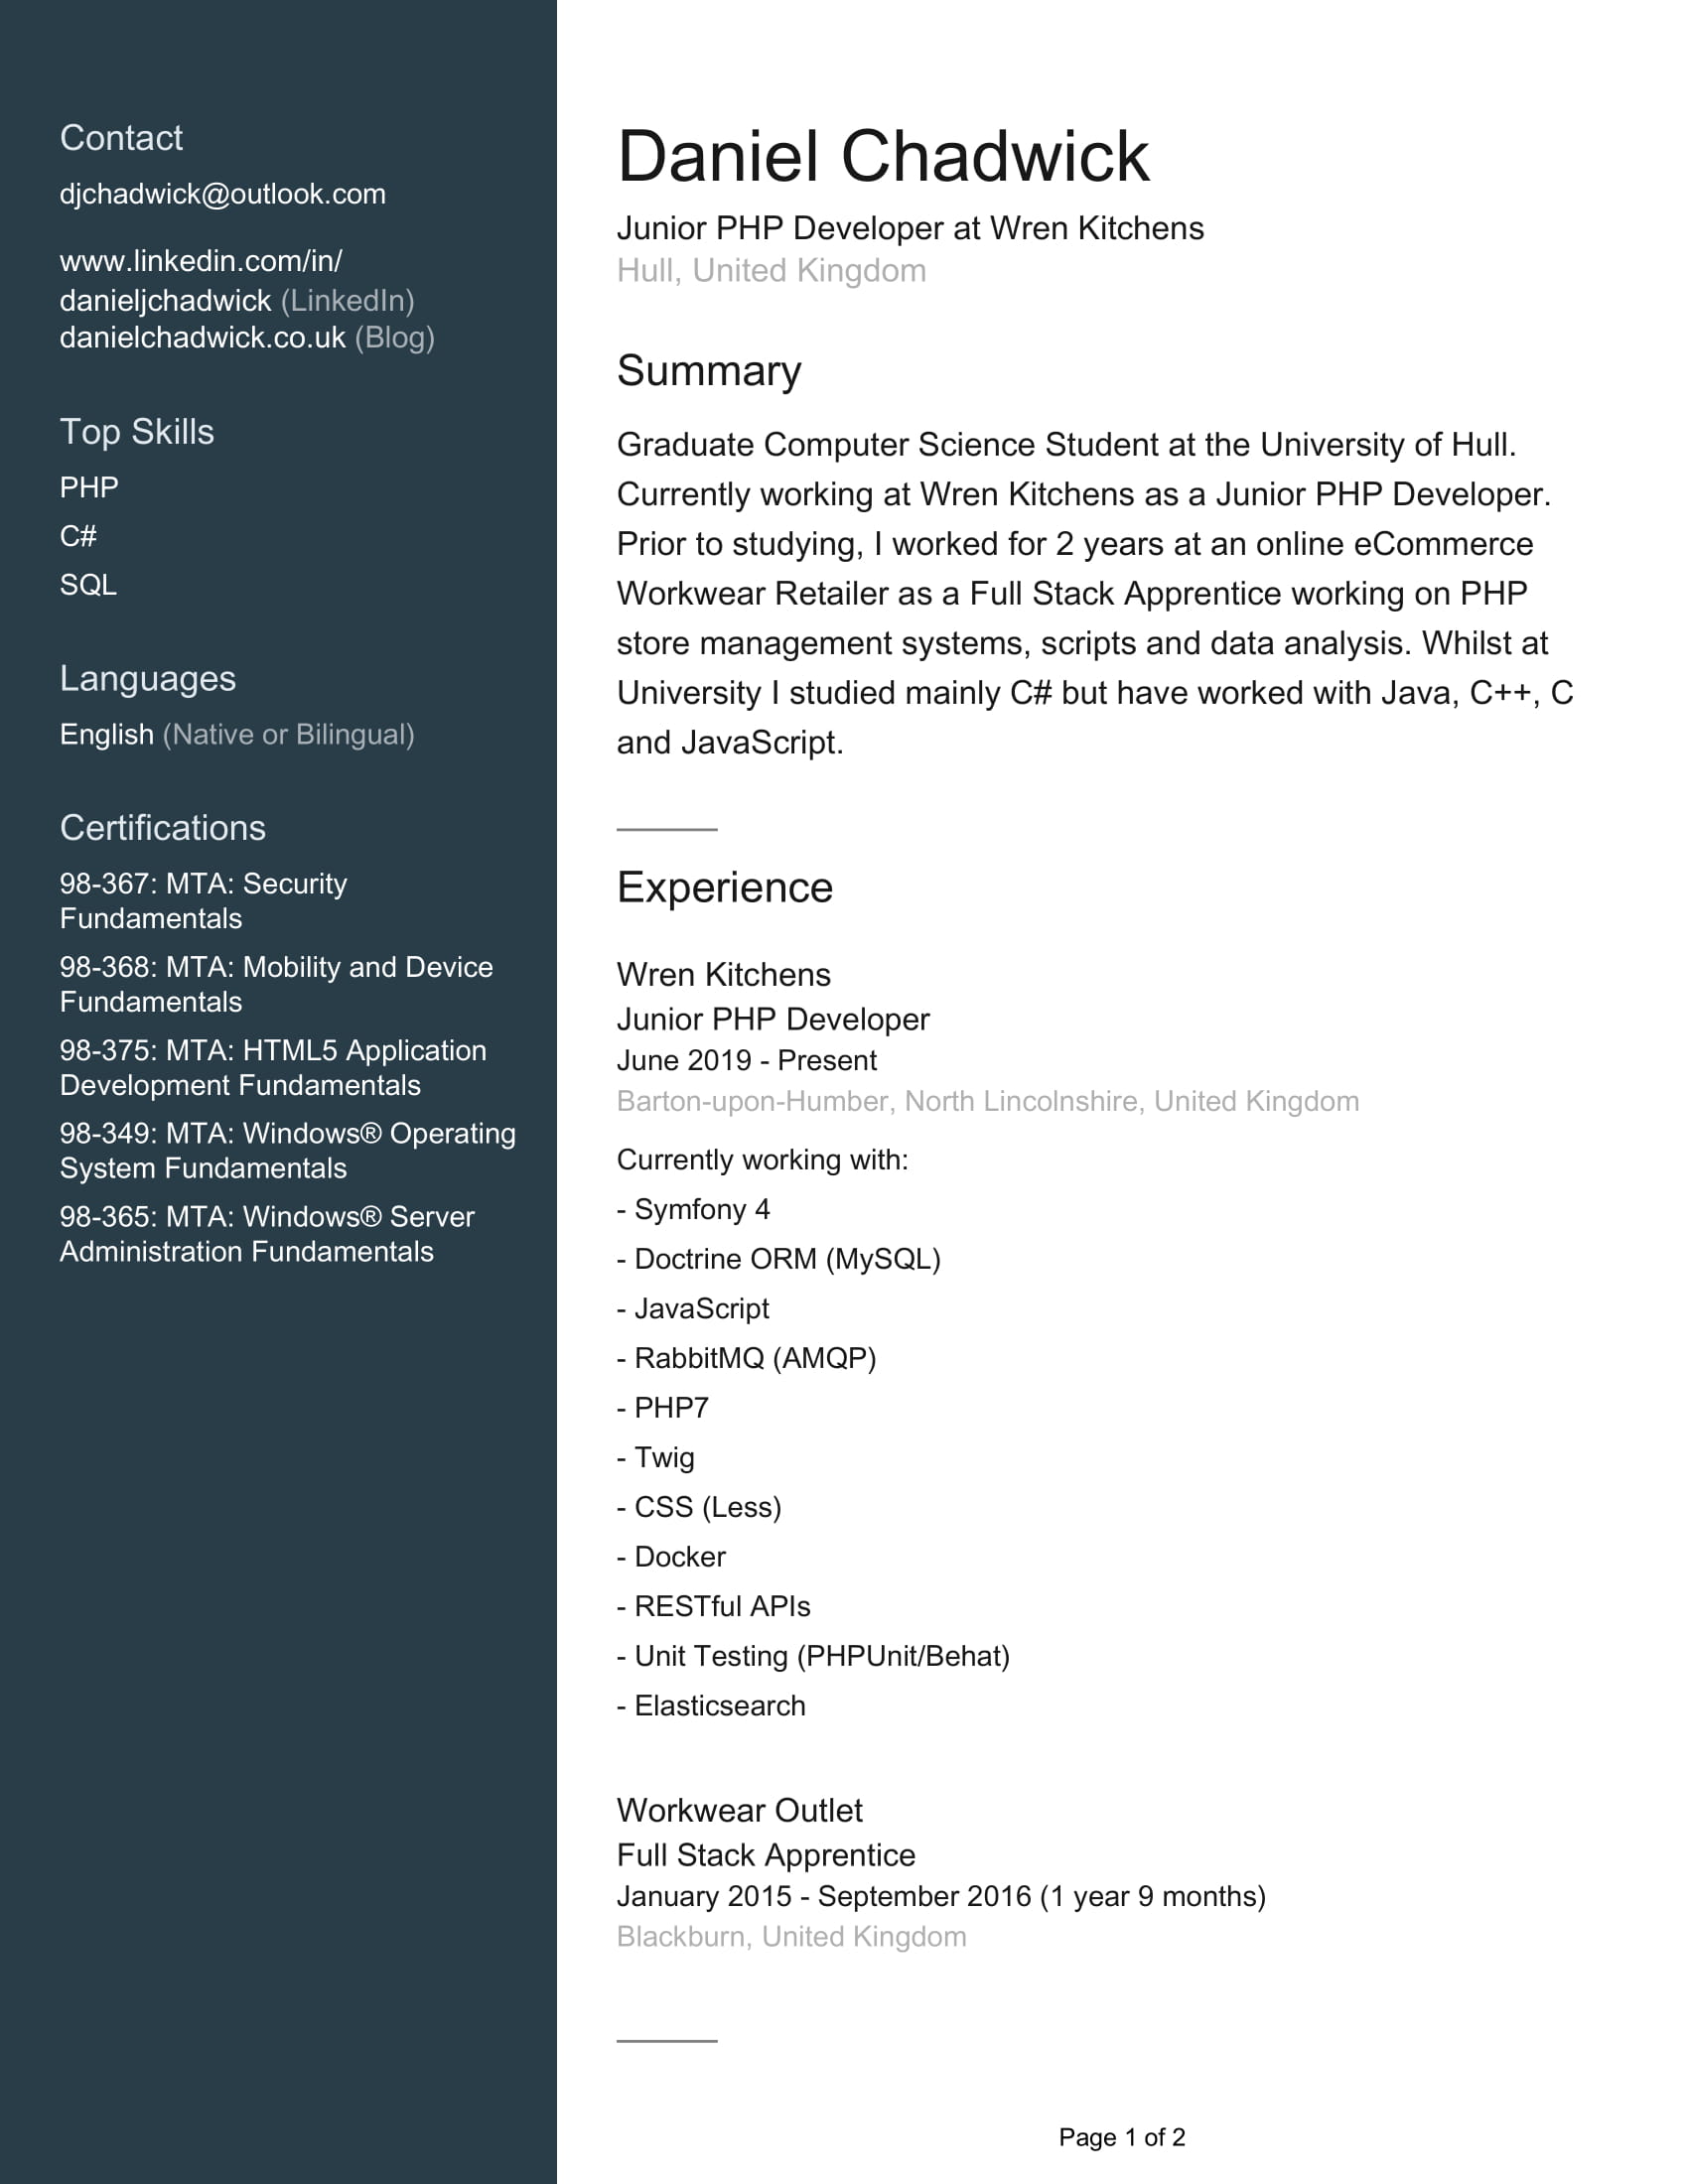 Contact
djchadwick@outlook.com
www.linkedin.com/in/
danieljchadwick (LinkedIn)
danielchadwick.co.uk (Blog)
Top Skills
PHP
C#
SQL
Languages
English (Native or Bilingual)
Certifications
98-367: MTA: Security
Fundamentals
98-368: MTA: Mobility and Device
Fundamentals
98-375: MTA: HTML5 Application
Development Fundamentals
98-349: MTA: Windows® Operating
System Fundamentals
98-365: MTA: Windows® Server
Administration Fundamentals
Daniel Chadwick
Junior PHP Developer at Wren Kitchens
Hull, United Kingdom
Summary
Graduate Computer Science Student at the University of Hull.
Currently working at Wren Kitchens as a Junior PHP Developer.
Prior to studying, I worked for 2 years at an online eCommerce
Workwear Retailer as a Full Stack Apprentice working on PHP
store management systems, scripts and data analysis. Whilst at
University I studied mainly C# but have worked with Java, C++, C
and JavaScript.
Experience
Wren Kitchens
Junior PHP Developer
June 2019 - Present
Barton-upon-Humber, North Lincolnshire, United Kingdom
Currently working with:
- Symfony 4
- Doctrine ORM (MySQL)
- JavaScript
- RabbitMQ (AMQP)
- PHP7
- Twig
- CSS (Less)
- Docker
- RESTful APIs
- Unit Testing (PHPUnit/Behat)
- Elasticsearch
Workwear Outlet
Full Stack Apprentice
January 2015 - September 2016 (1 year 9 months)
Blackburn, United Kingdom
Page 1 of 2